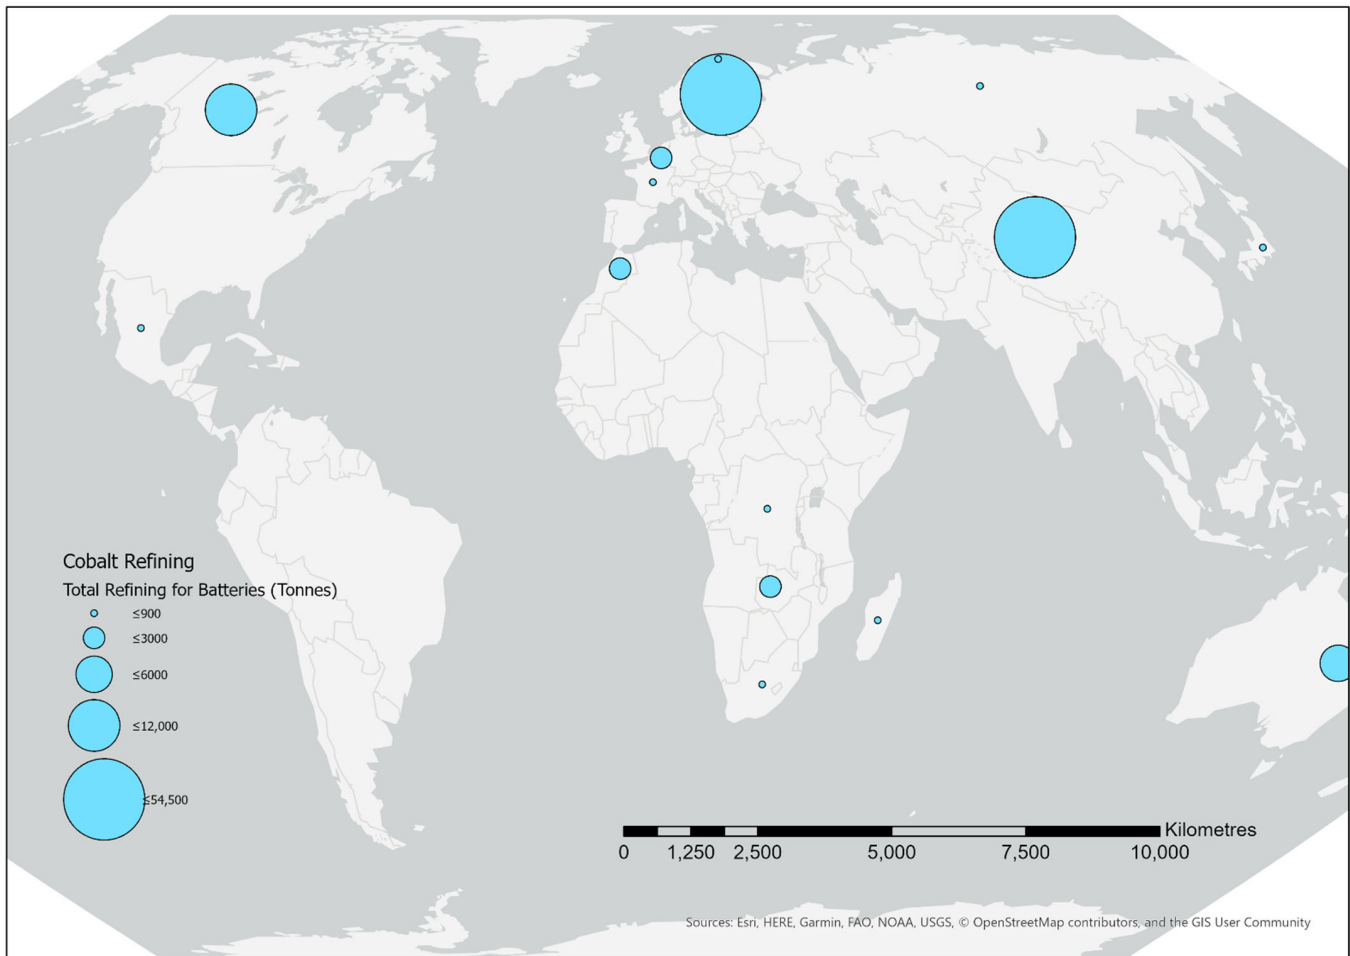 Cobalt Refining
Total Refining for Batteries (Tonnes)
≤900
≤3000
≤6000
≤12,000
≤54,500
Kilometres
0 1,250 2,500 5,000 7,500 10,000
Sources: Esri, HERE, Garmin, FAO, NOAA, USGS, © OpenStreetMap contributors, and the GIS User Community